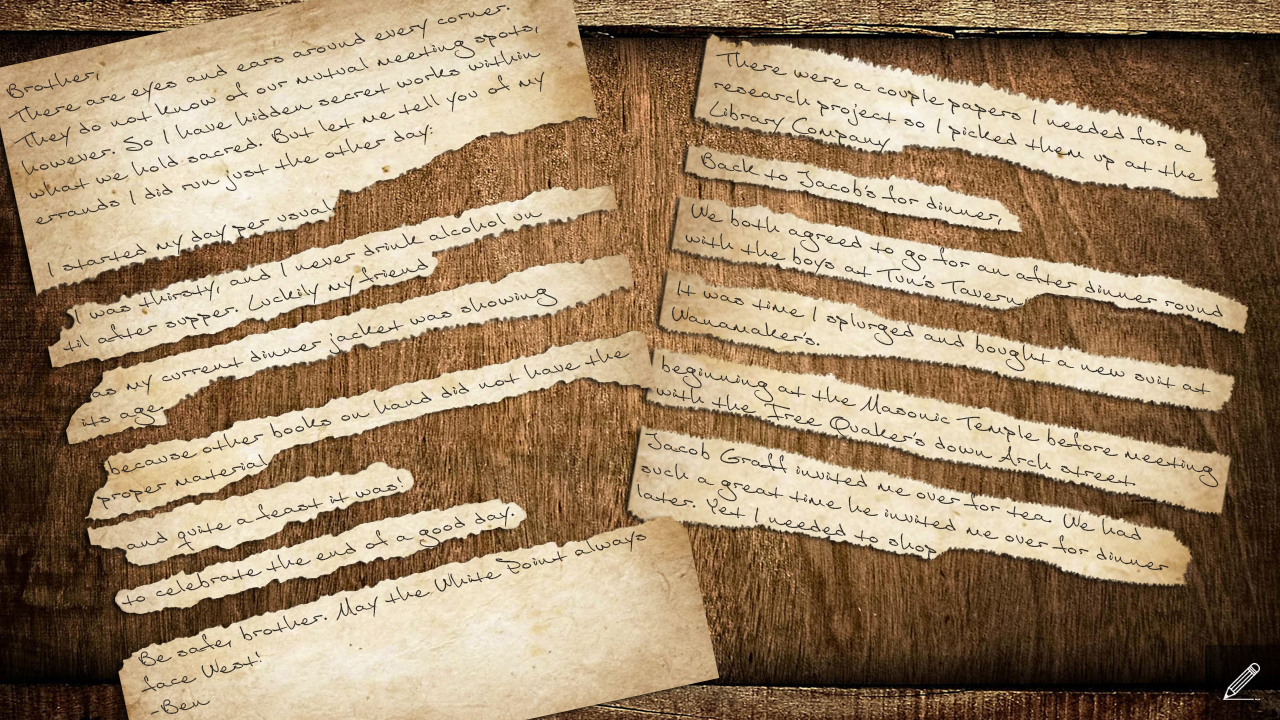 Brother,
There are eyes and ears around every corner.
They do not know of our mutual meeting spots,
however. So I have hidden secret works within
what we hold sacred. But let me tell you of my
errands I did run just the other day:
I started my day per usual
I was thirsty, and I never drink alcohol un
til after supper. Luckily my friend
as my current dinner jacket was showing
its age.
because other books on hand did not have the
proper material
and quite a feast it was!
to celebrate the end of a good day.
Be safe, brother. May the White Point always
face West!
-Ben
There were a couple papers I needed for a
research project so I picked them up at the
Library Company
Back to Jacob's for dinner,
We both agreed to go for an after dinner round
with the boys at Tun's Tavern
It was time I splurged and bought a new suit at
Wanamaker's.
beginning at the Masonic Temple before meeting
with the Free Quaker's down Arch street.
Jacob Graff invited me over for tea. We had
such a great time he invited me over for dinner
later. Yet I needed to shop